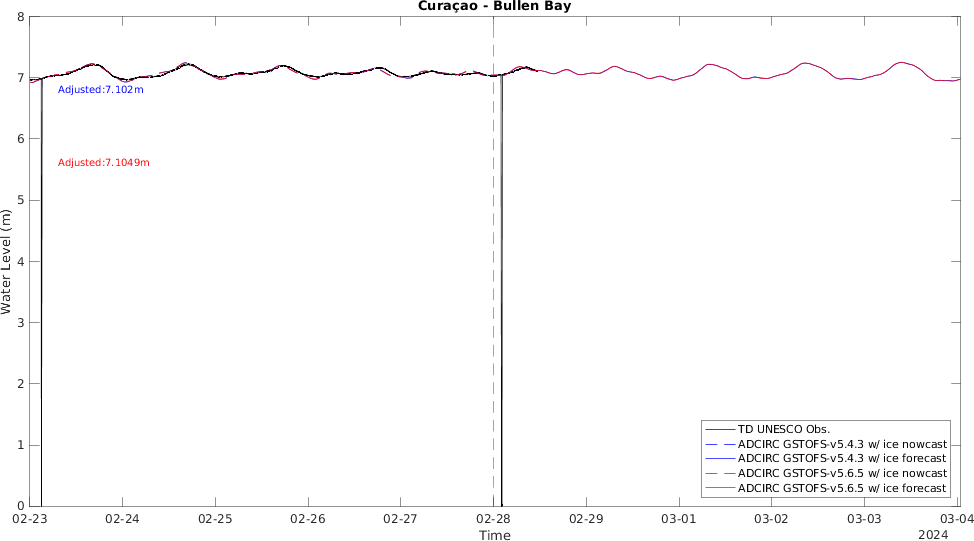 Curaçao - Bullen Bay
8
7
6
5
4
3
2
1
0
Water Level (m)
Adjusted:7.102m
Adjusted:7.1049m
TD UNESCO Obs.
ADCIRC GSTOFS-v5.4.3 w/ ice nowcast
ADCIRC GSTOFS-v5.4.3 w/ ice forecast
ADCIRC GSTOFS-v5.6.5 w/ ice nowcast
ADCIRC GSTOFS-v5.6.5 w/ ice forecast
02-23 02-24 02-25 02-26 02-27 02-28 02-29 03-01 03-02 03-03 03-04
Time
2024